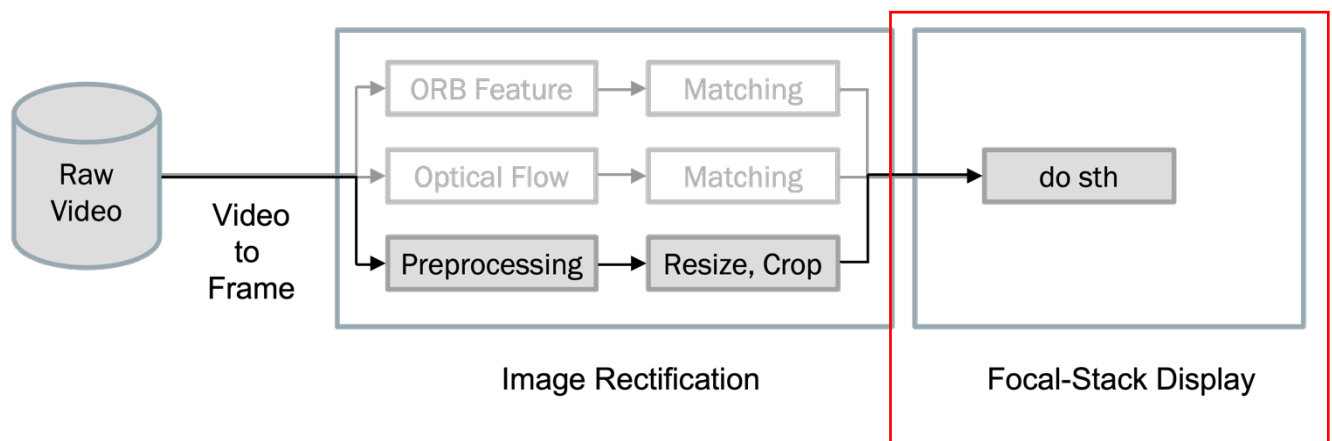 Raw
Video
Video
to
Frame
ORB Feature
Matching
Optical Flow
Matching
Preprocessing
Resize, Crop
Image Rectification
do sth
Focal-Stack Display